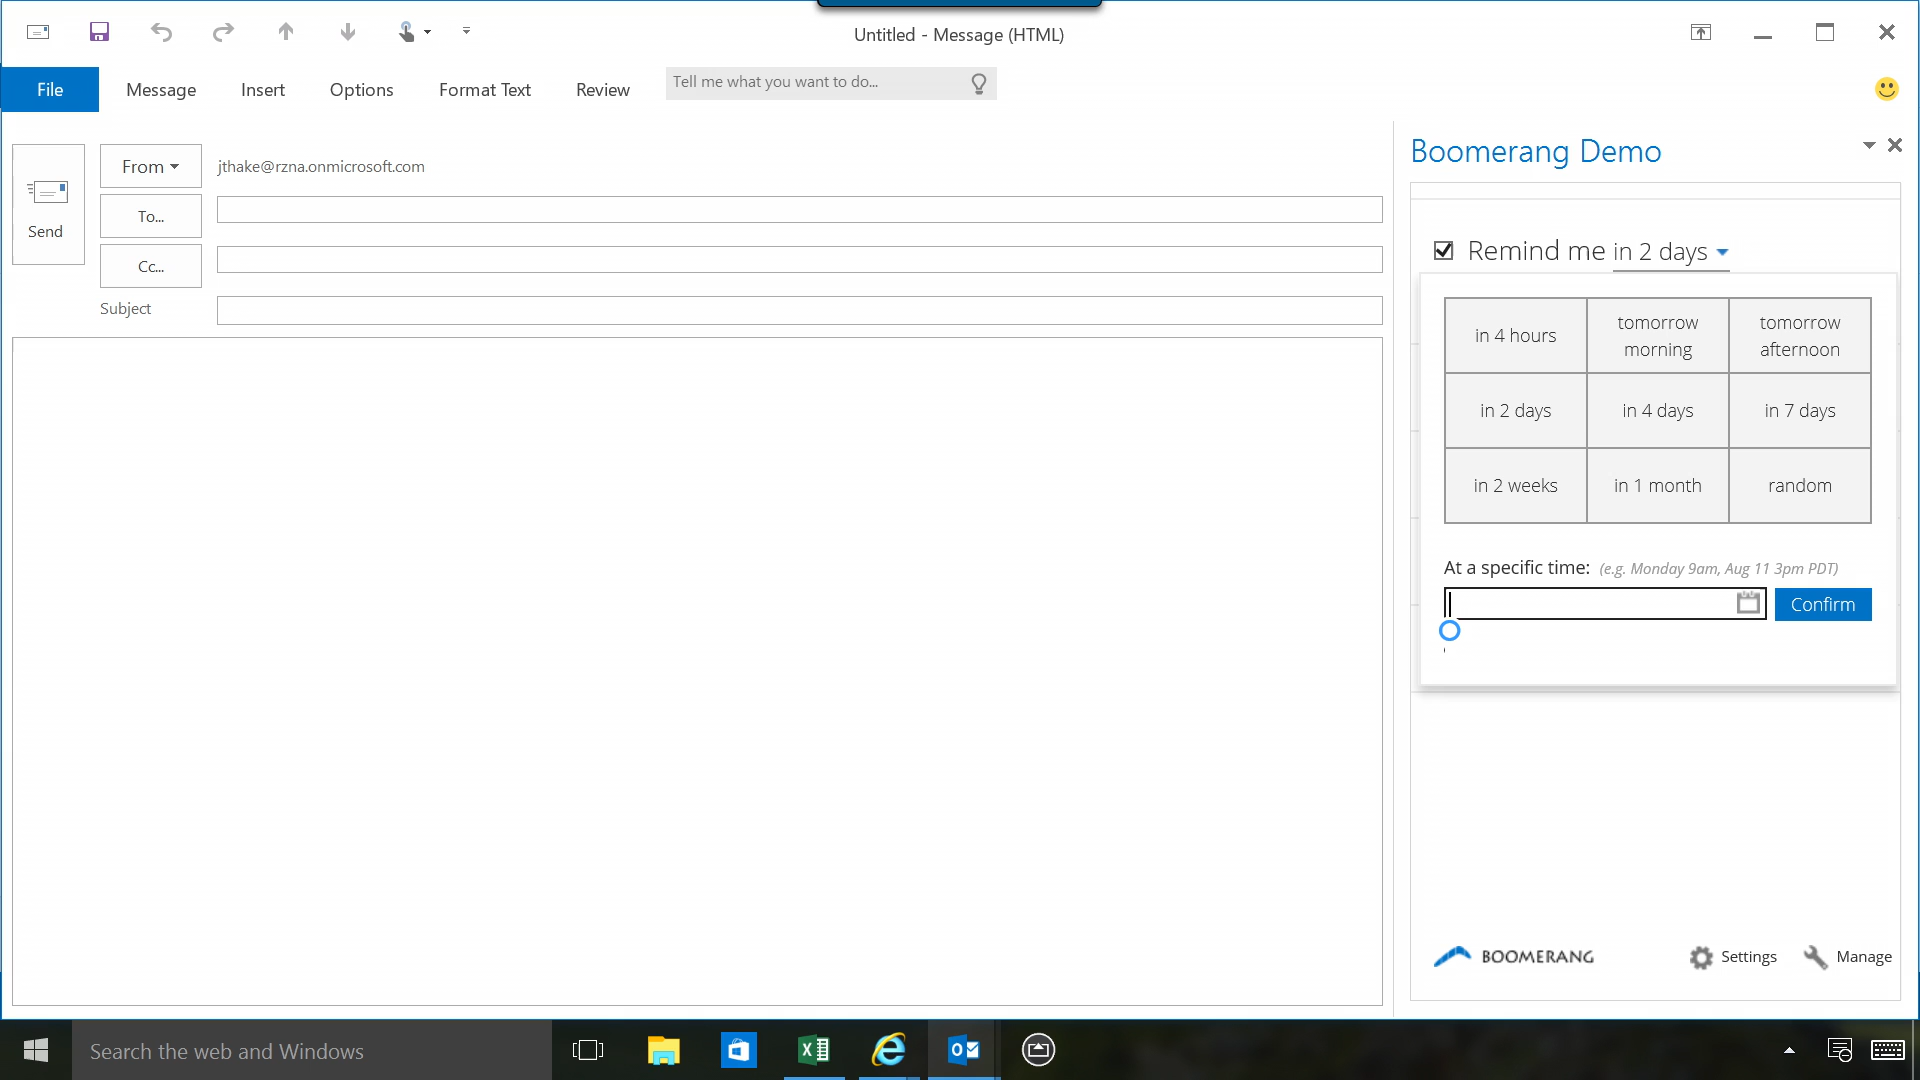 Untitled - Message (HTML)
File
Message
Insert
Options
Format Text
Review
Tell me what you want to do...
Send
From
jthake@rzna.onmicrosoft.com
To...
Cc...
Subject
Boomerang Demo
Remind me in 2 days
in 4 hours
tomorrow
morning
tomorrow
afternoon
in 2 days
in 4 days
in 7 days
in 2 weeks
in 1 month
random
At a specific time: (e.g. Monday 9am, Aug 11 3pm PDT)
Confirm
BOOMERANG
Settings
Manage
Search the web and Windows